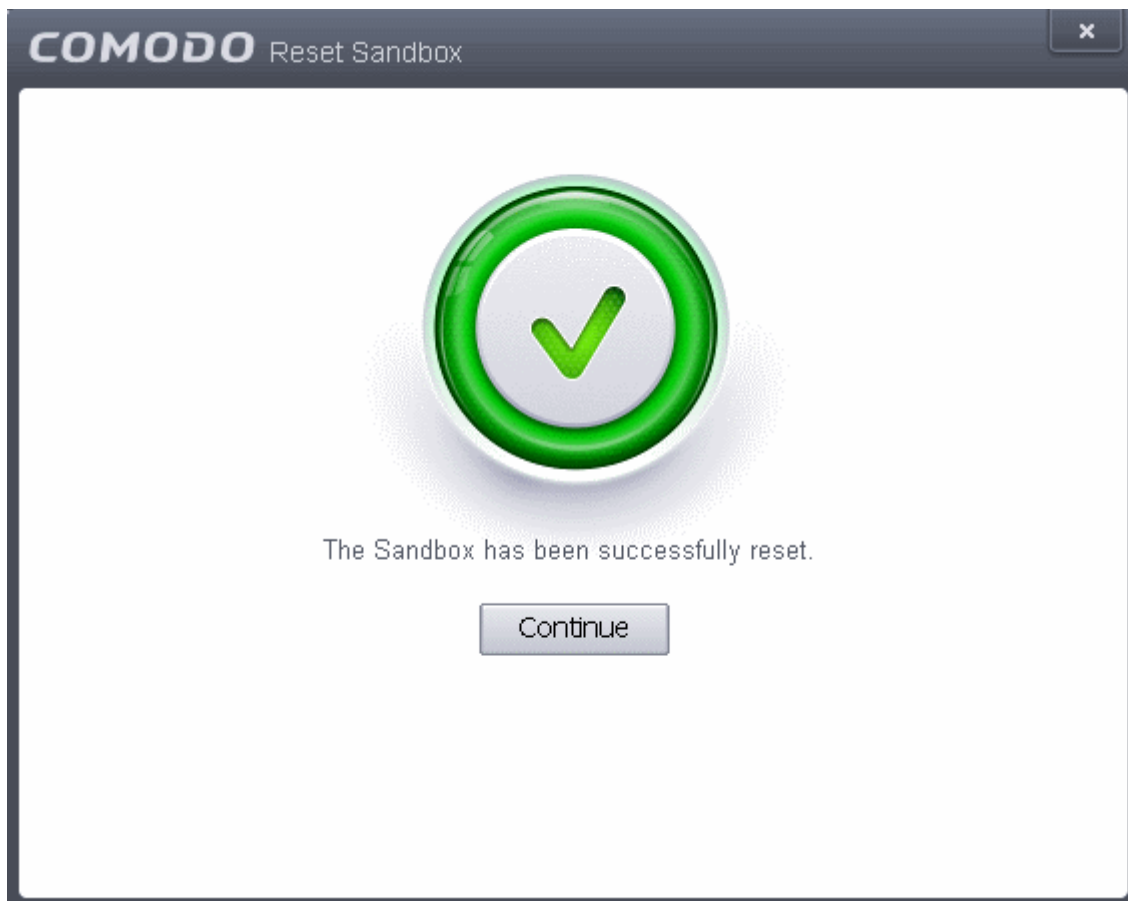 COMODO Reset Sandbox
The Sandbox has been successfully reset.
Continue